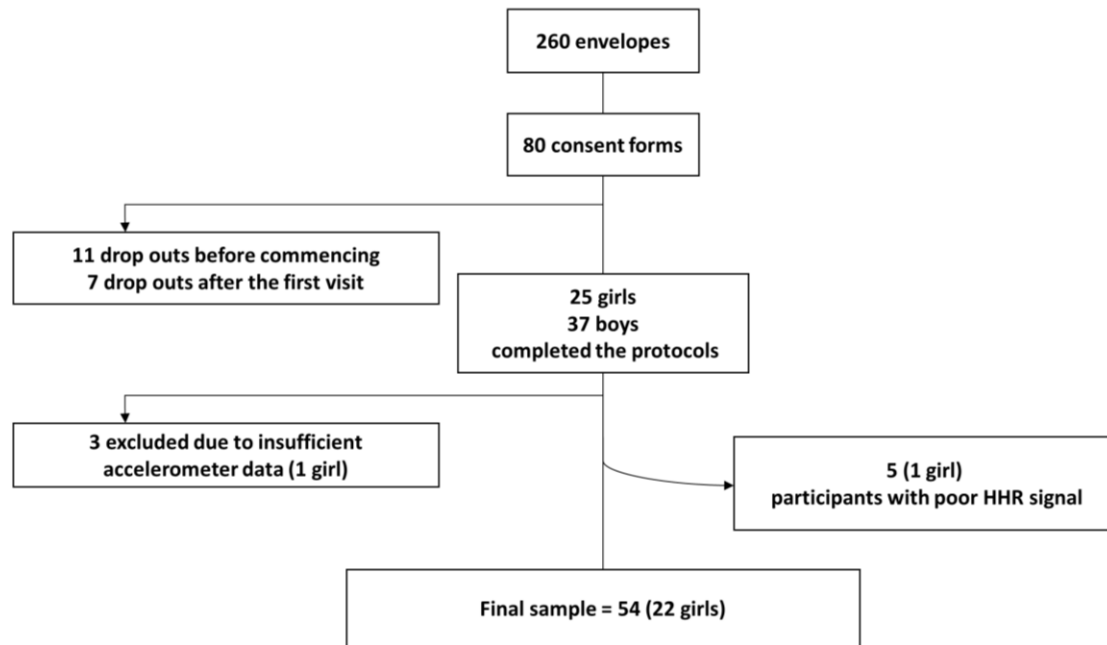 260 envelopes
80 consent forms
11 drop outs before commencing
7 drop outs after the first visit
25 girls
37 boys
completed the protocols
3 excluded due to insufficient
accelerometer data (1 girl)
5 (1 girl)
participants with poor HHR signal
Final sample = 54 (22 girls)